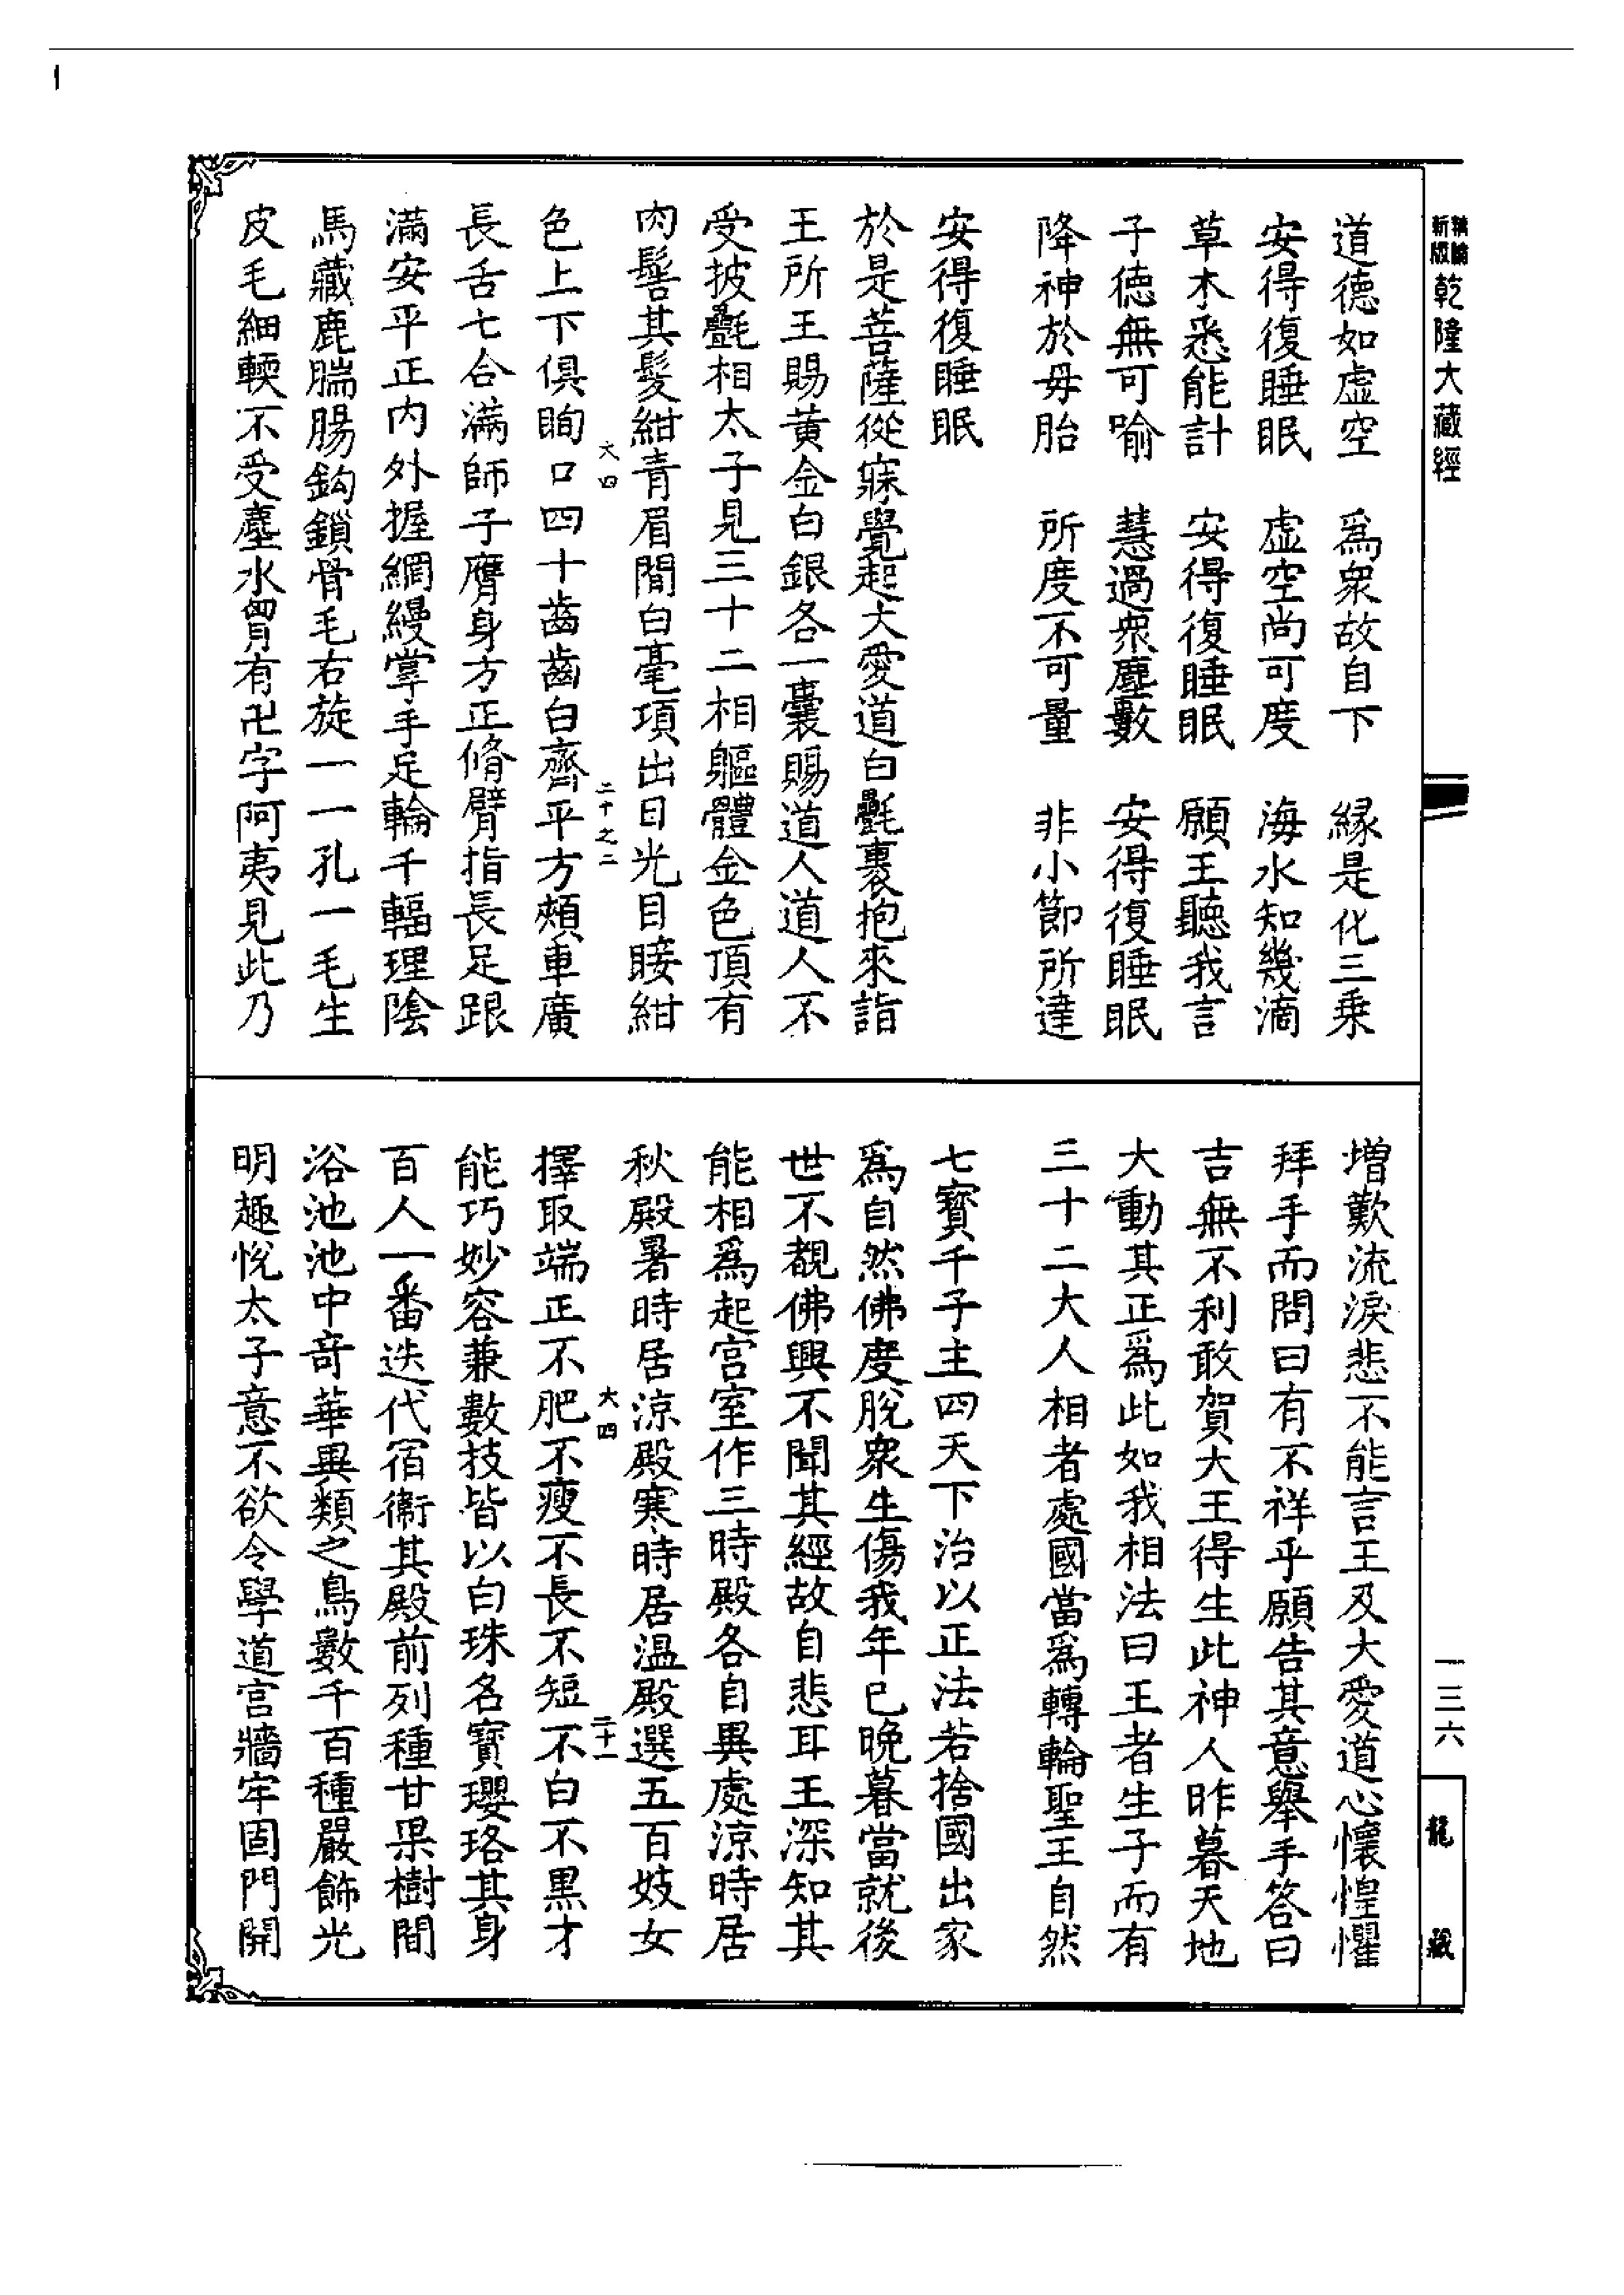 新版
乾隆大藏經
道德如虛空　爲衆故自下　緣是化三乘
安得復睡眠　虛空尚可度　海水知幾滴
草木悉能計　安得復睡眠　願王聽我言
子德無可喻　慧過衆塵數　安得復睡眠
降神於母胎　所度不可量　非小節所達
安得復睡眠
於是菩薩從寐覺起大愛道白氎裹抱來詣
王所王賜黃金白銀各一囊賜道人道人不
受披氎相太子見三十二相軀體金色頂有
肉髻其髮紺青眉間白毫項出日光目睫紺
大四　二十之二
色上下俱眴口四十齒齒白齊平方頰車廣
長舌七合滿師子膺身方正脩臂指長足跟
滿安平正內外握網縵掌手足輪千輻理陰
馬藏鹿腨腸鈎鎖骨毛右旋一一孔一毛生
皮毛細輭不受塵水胷有卍字阿夷見此乃
增歎流淚悲不能言王及大愛道心懷惶懼
拜手而問曰有不祥乎願告其意舉手答曰
吉無不利敢賀大王得生此神人昨暮天地
大動其正爲此如我相法曰王者生子而有
三十二大人相者處國當爲轉輪聖王自然
七寶千子主四天下治以正法若捨國出家
爲自然佛度脫衆生傷我年已晚暮當就後
世不覩佛興不聞其經故自悲耳王深知其
能相爲起宮室作三時殿各自異處涼時居
秋殿暑時居涼殿寒時居溫殿選五百妓女
大四　二十一
擇取端正不肥不瘦不長不短不白不黑才
能巧妙容兼數技皆以白珠名寶瓔珞其身
百人一番迭代宿衞其殿前列種甘果樹間
浴池池中奇華異類之鳥數千百種嚴飾光
明趣悅太子意不欲令學道宮牆牢固門開
一三六
龍藏